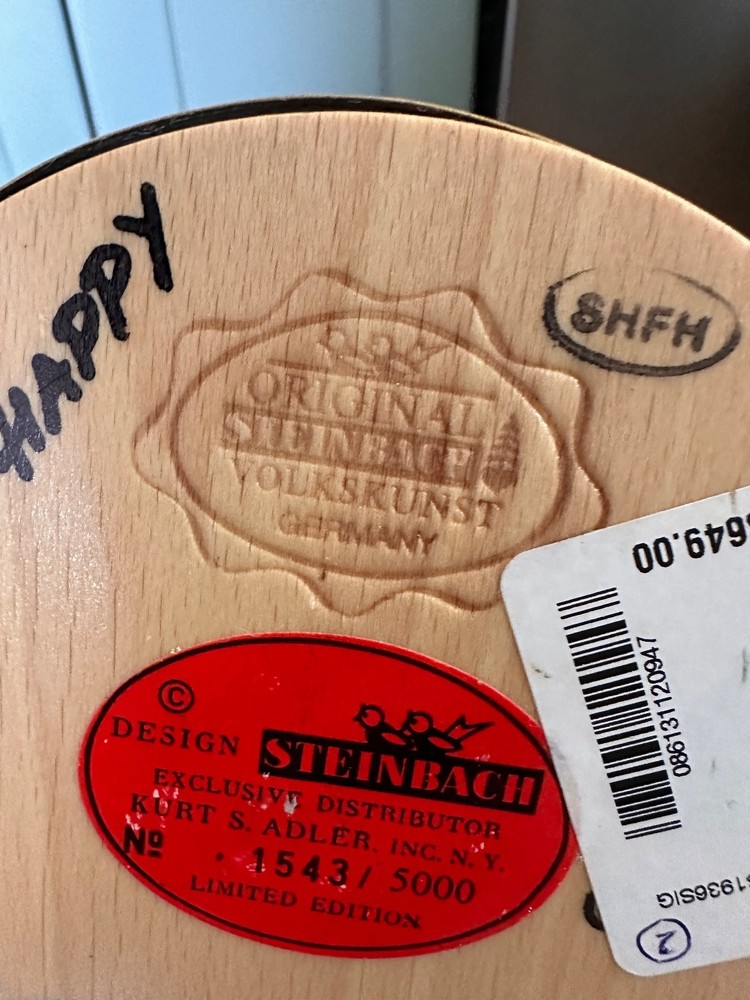 HAPPY
SHFH
ORIGINAL
STEINBACH
VOLKSKUNST
GERMANY
649.00
086131120947
1936SIG
2
© DESIGN STEINBACH
EXCLUSIVE DISTRIBUTOR
KURT S. ADLER, INC. N. Y.
№ 1543 / 5000
LIMITED EDITION